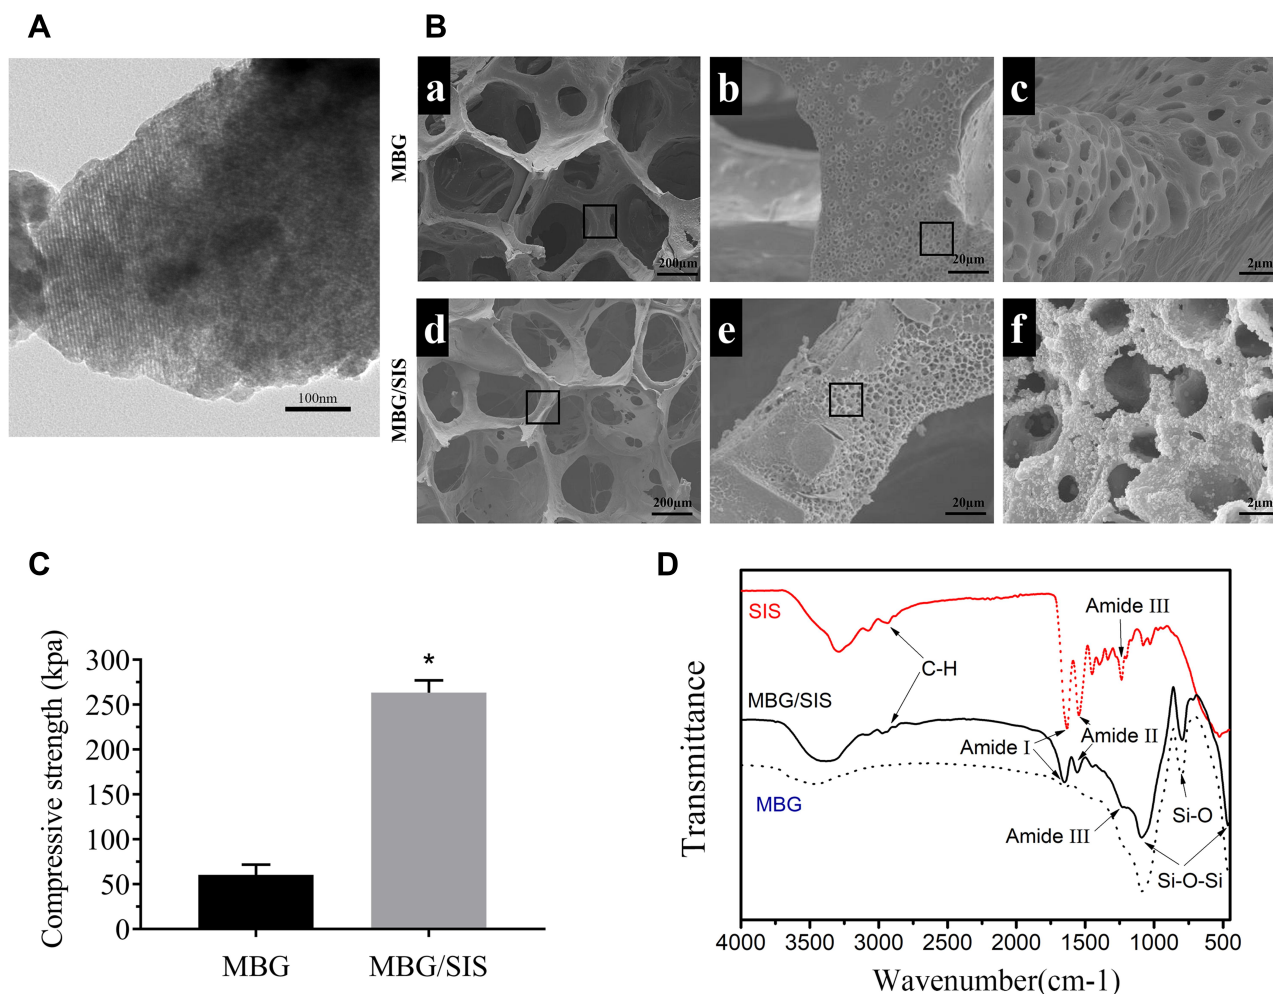 A
B
MBG
MBG/SIS
100nm
a
200μm
b
20μm
c
2μm
d
200μm
e
20μm
f
2μm
C
Compressive strength (kpa)
300
250
200
150
100
50
0
*
MBG
MBG/SIS
D
Transmittance
SIS
Amide III
C-H
MBG/SIS
Amide I
Amide II
MBG
Si-O
Amide III
Si-O-Si
4000 3500 3000 2500 2000 1500 1000 500
Wavenumber(cm-1)